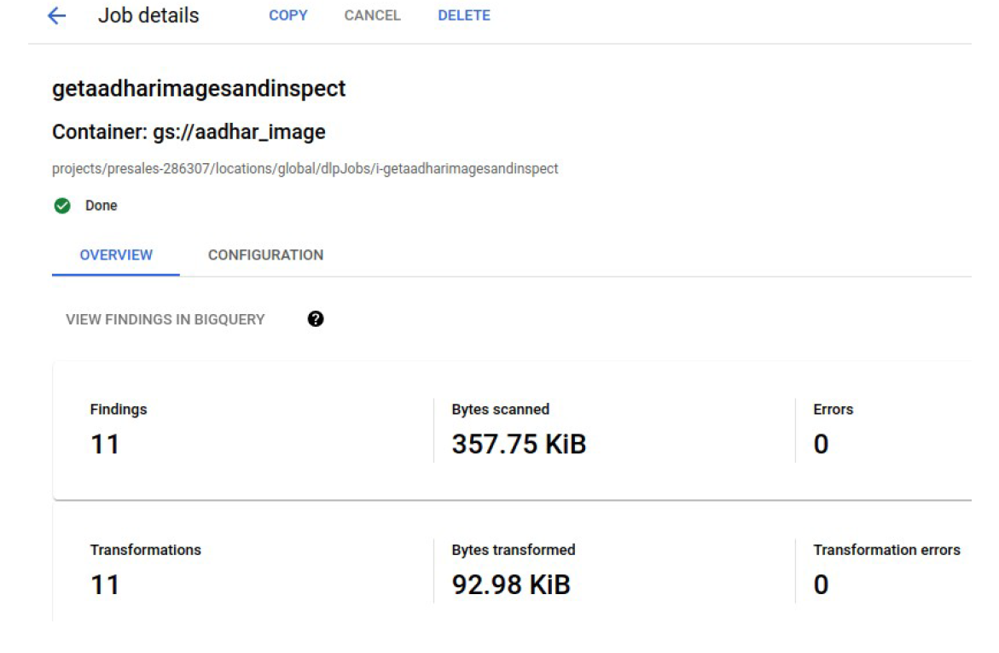 Job details COPY CANCEL DELETE
getaadharimagesandinspect
Container: gs://aadhar_image
projects/presales-286307/locations/global/dlpJobs/i-getaadharimagesandinspect
Done
OVERVIEW CONFIGURATION
VIEW FINDINGS IN BIGQUERY ?
Findings Bytes scanned Errors
11 357.75 KiB 0
Transformations Bytes transformed Transformation errors
11 92.98 KiB 0